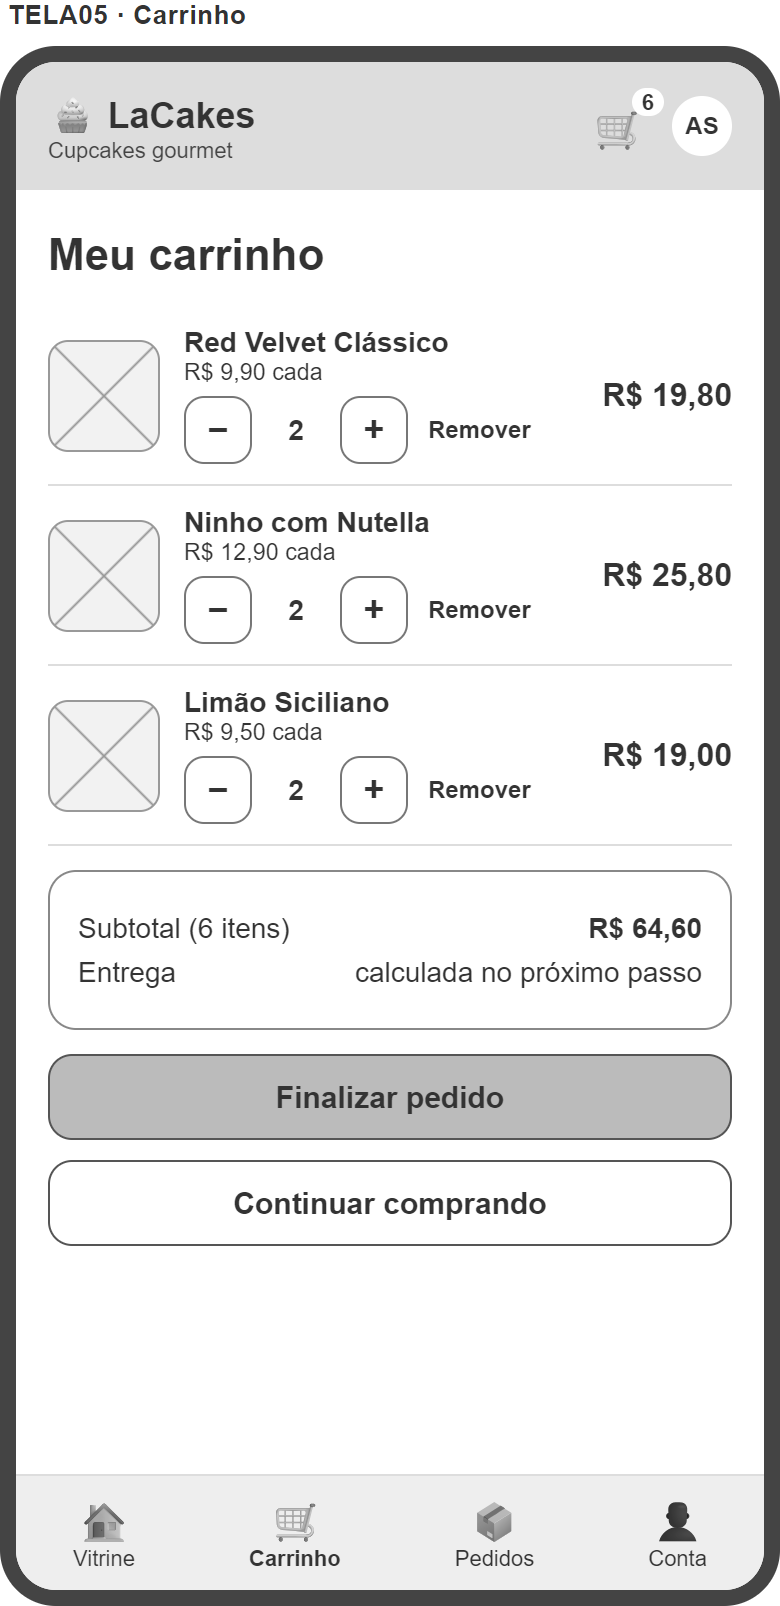 TELA05 · Carrinho
LaCakes
Cupcakes gourmet
6
AS
Meu carrinho
Red Velvet Clássico
R$ 9,90 cada
− 2 + Remover
R$ 19,80
Ninho com Nutella
R$ 12,90 cada
− 2 + Remover
R$ 25,80
Limão Siciliano
R$ 9,50 cada
− 2 + Remover
R$ 19,00
Subtotal (6 itens) R$ 64,60
Entrega calculada no próximo passo
Finalizar pedido
Continuar comprando
Vitrine Carrinho Pedidos Conta